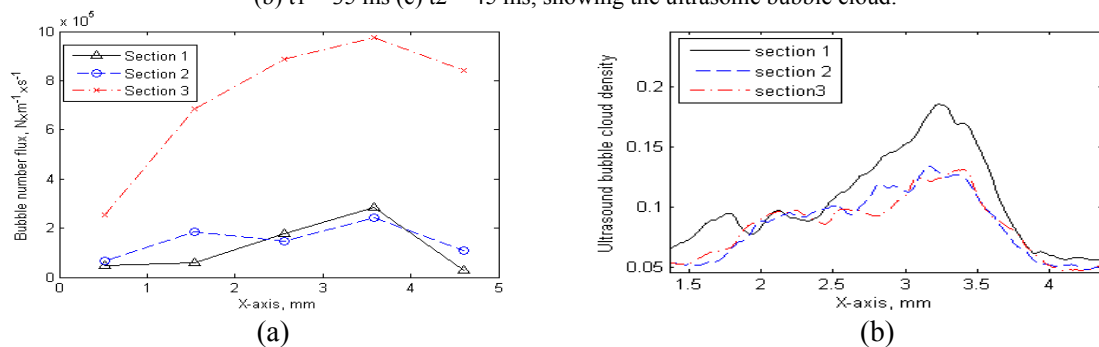 (b) t1 = 35 ms (c) t2 = 45 ms, showing the ultrasonic bubble cloud.
x 10^5
10
8
6
4
2
0
Bubble number flux, Nxm^-1xs^-1
Section 1
Section 2
Section 3
0 1 2 3 4 5
X-axis, mm
(a)
0.2
0.15
0.1
0.05
Ultrasound bubble cloud density
section 1
section 2
section3
1.5 2 2.5 3 3.5 4
X-axis, mm
(b)